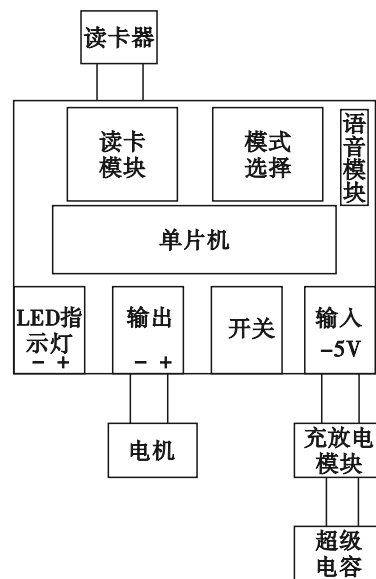 读卡器
读卡
模块
模式
选择
语
音
模
块
单片机
LED指
示灯
- +
输出
- +
开关
输入
-5V
电机
充放电
模块
超级
电容